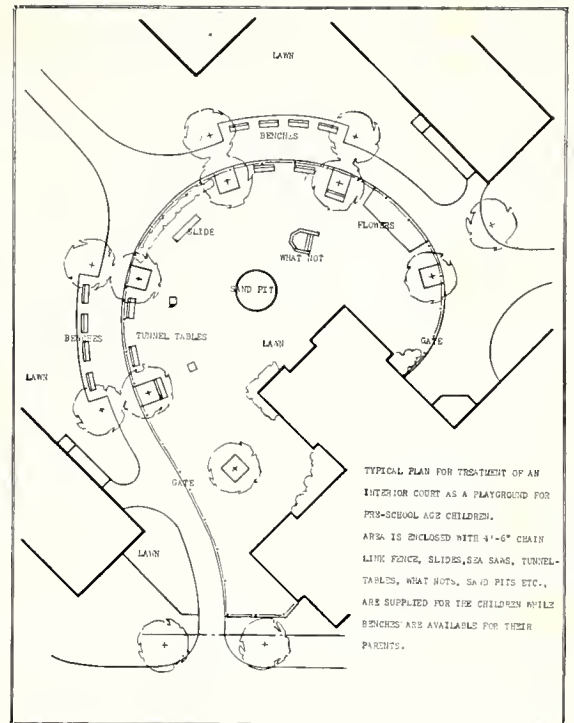 LAWN
BENCHES
SLIDE
FLOWERS
WHAT NOT
SAND PIT
BENCHES
TUNNEL TABLES
LAWN
GATE
LAWN
GATE
LAWN
TYPICAL PLAN FOR TREATMENT OF AN
INTERIOR COURT AS A PLAYGROUND FOR
PRE-SCHOOL AGE CHILDREN.
AREA IS ENCLOSED WITH 4'-6" CHAIN
LINK FENCE, SLIDES, SEA SAWS, TUNNEL-
TABLES, WHAT NOTS, SAND PITS ETC.,
ARE SUPPLIED FOR THE CHILDREN WHILE
BENCHES ARE AVAILABLE FOR THEIR
PARENTS.